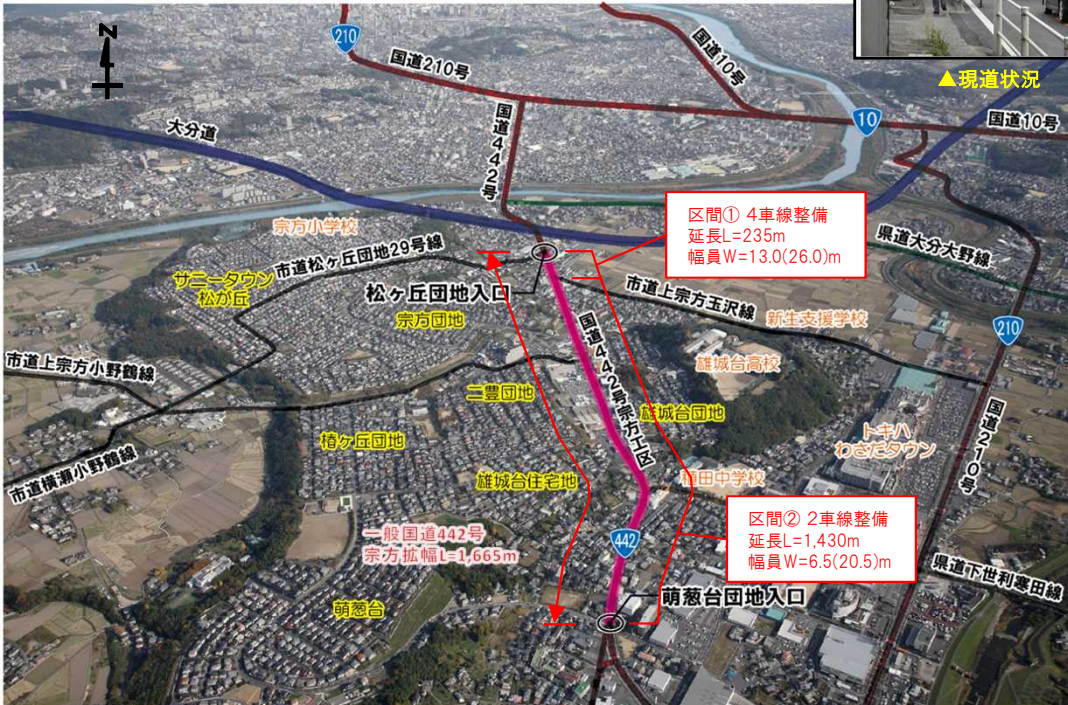 N
210
国道210号
国道10号
▲現道状況
大分道
国道442号
10
国道10号
区間① 4車線整備
延長L=235m
幅員W=13.0(26.0)m
宗方小学校
県道大分大野線
サニータウン
松が丘
市道松ヶ丘団地29号線
松ヶ丘団地入口
宗方団地
市道上宗方玉沢線
新生支援学校
210
市道上宗方小野鶴線
国道442号宗方工区
雄城台高校
二豊団地
雄城台団地
椿ヶ丘団地
トキハ
わさだタウン
国道210号
市道横瀬小野鶴線
雄城台住宅地
稙田中学校
区間② 2車線整備
延長L=1,430m
幅員W=6.5(20.5)m
一般国道442号
宗方拡幅L=1,665m
442
県道下世利寒田線
萌葱台団地入口
萌葱台